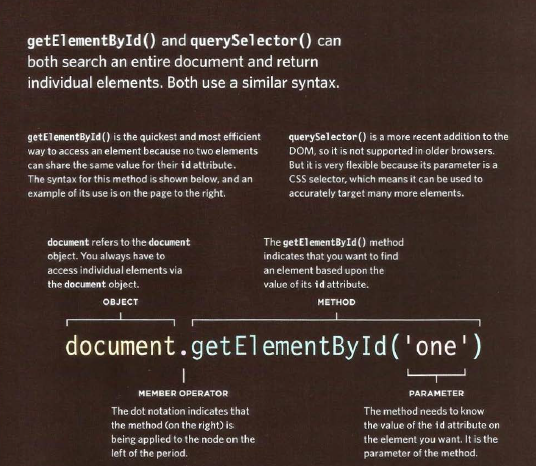 getElementById() and querySelector() can
both search an entire document and return
individual elements. Both use a similar syntax.
getElementById() is the quickest and most efficient
way to access an element because no two elements
can share the same value for their id attribute.
The syntax for this method is shown below, and an
example of its use is on the page to the right.
querySelector() is a more recent addition to the
DOM, so it is not supported in older browsers.
But it is very flexible because its parameter is a
CSS selector, which means it can be used to
accurately target many more elements.
document refers to the document
object. You always have to
access individual elements via
the document object.
The getElementById() method
indicates that you want to find
an element based upon the
value of its id attribute.
OBJECT
METHOD
document.getElementById('one')
MEMBER OPERATOR
The dot notation indicates that
the method (on the right) is
being applied to the node on the
left of the period.
PARAMETER
The method needs to know
the value of the id attribute on
the element you want. It is the
parameter of the method.